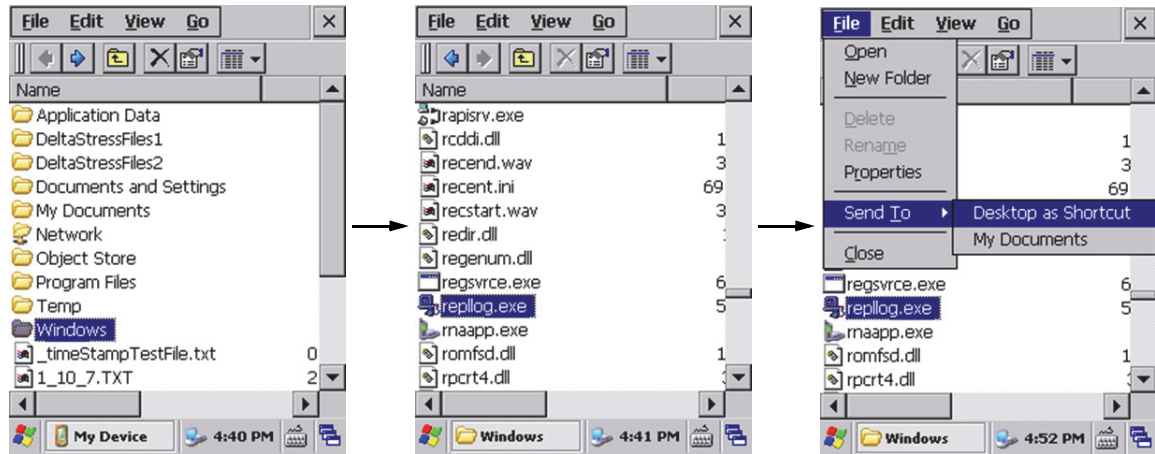 File Edit View Go
Name
Application Data
DeltaStressFiles1
DeltaStressFiles2
Documents and Settings
My Documents
Network
Object Store
Program Files
Temp
Windows
_timeStampTestFile.txt 0
1_10_7.TXT 2
My Device 4:40 PM
File Edit View Go
Name
rapisrv.exe
rcddi.dll 1
recend.wav 3
recent.ini 69
recstart.wav 3
redir.dll
regenum.dll
regsvrce.exe 6
repllog.exe 5
rnaapp.exe
romfsd.dll 1
rpcrt4.dll
Windows 4:41 PM
File Edit View Go
Open
New Folder
Delete
Rename 1
3
Properties
69
Send To Desktop as Shortcut
My Documents
Close
regsvrce.exe 6
repllog.exe 5
rnaapp.exe
romfsd.dll 1
rpcrt4.dll
Windows 4:52 PM